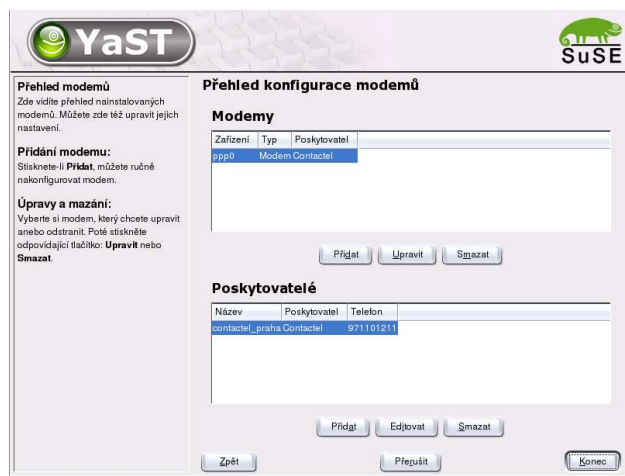 YaST
SuSE
Přehled modemů
Zde vidíte přehled nainstalovaných
modemů. Můžete zde též upravit jejich
nastavení.
Přidání modemu:
Stisknete-li Přidat, můžete ručně
nakonfigurovat modem.
Úpravy a mazání:
Vyberte si modem, který chcete upravit
anebo odstranit. Poté stiskněte
odpovídající tlačítko: Upravit nebo
Smazat.
Přehled konfigurace modemů
Modemy
Zařízení Typ Poskytovatel
ppp0 Modem Contactel
Přidat Upravit Smazat
Poskytovatelé
Název Poskytovatel Telefon
contactel_praha Contactel 971101211
Přidat Editovat Smazat
Zpět Přerušit Konec